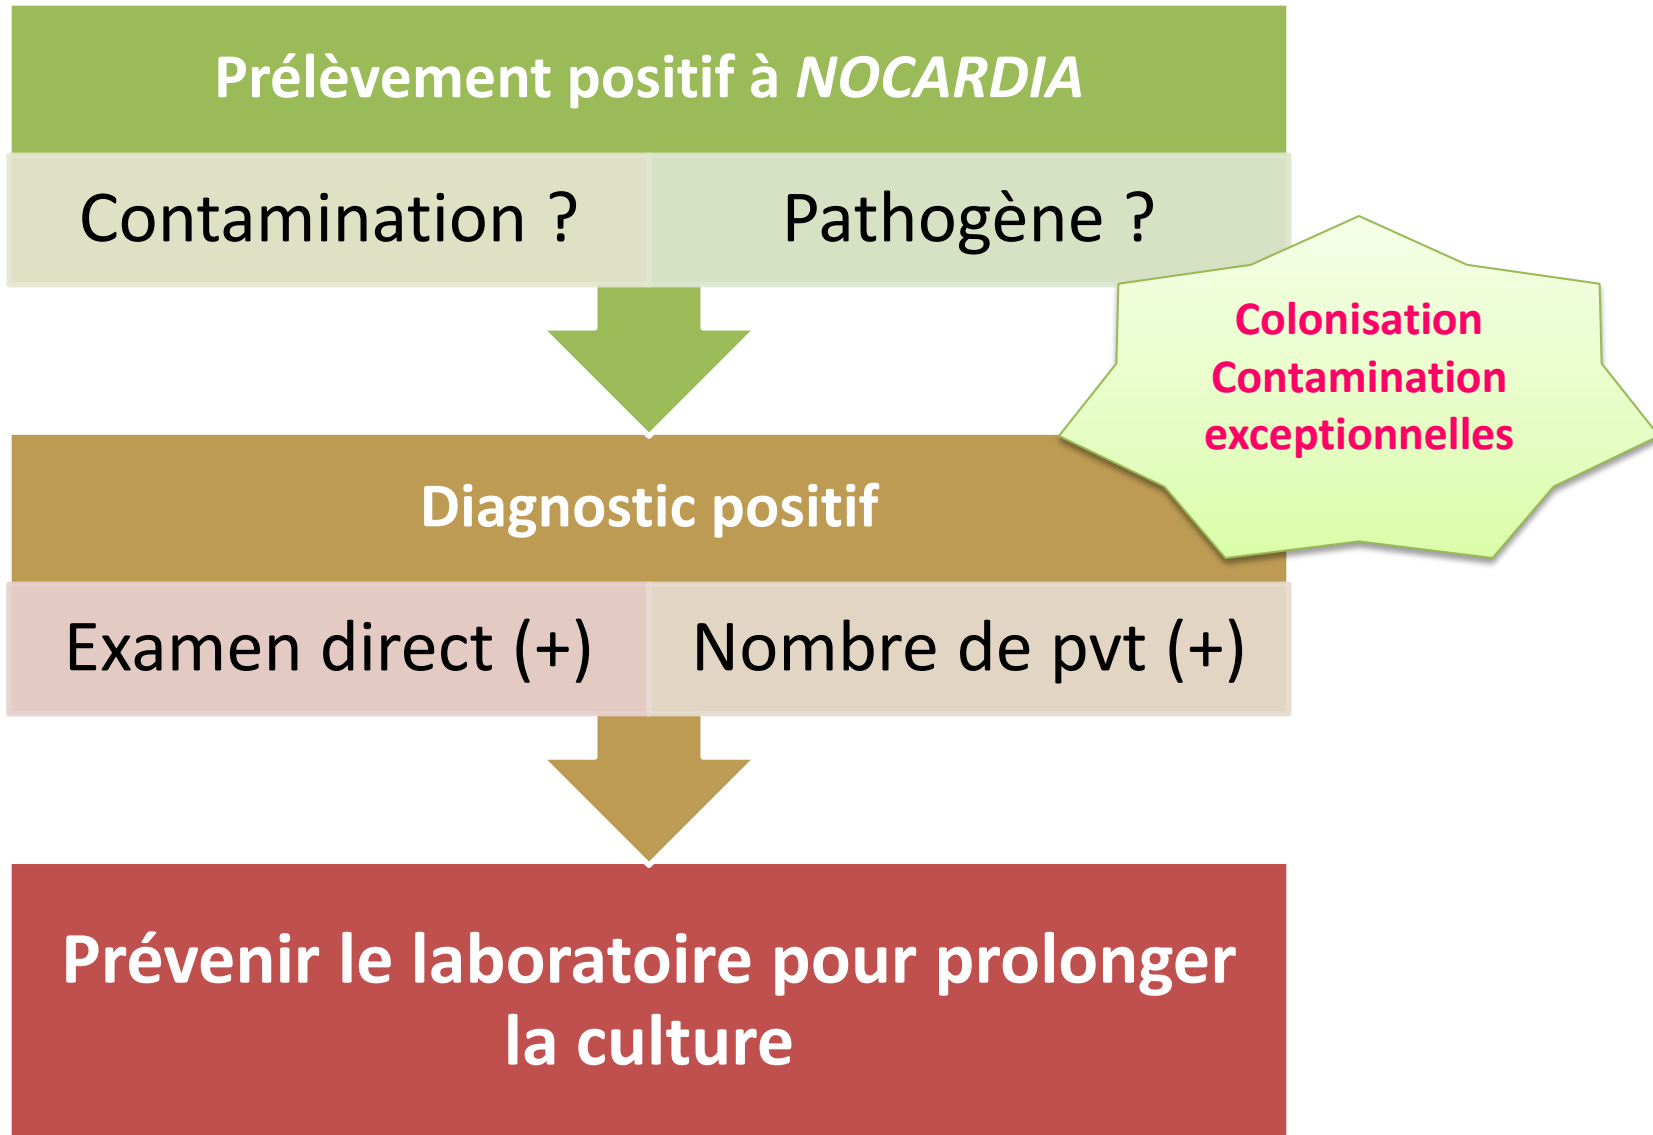 Prélèvement positif à NOCARDIA
Contamination ?
Pathogène ?
Colonisation
Contamination
exceptionnelles
Diagnostic positif
Examen direct (+)
Nombre de pvt (+)
Prévenir le laboratoire pour prolonger
la culture